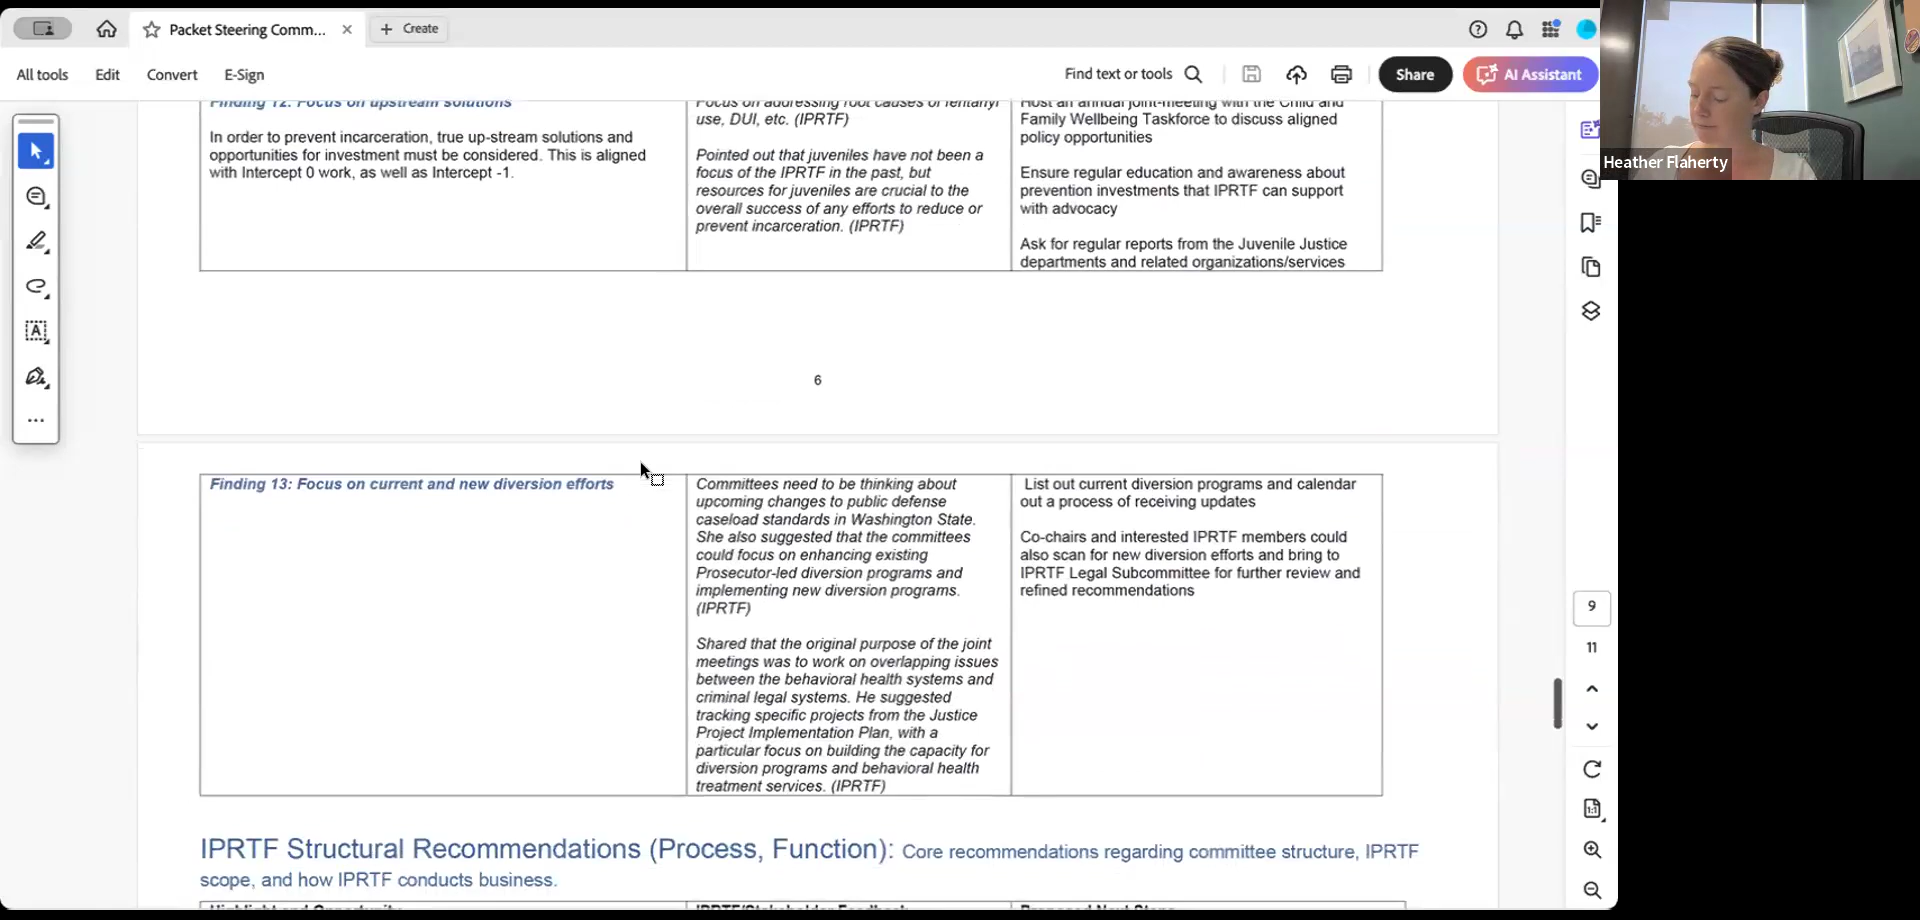 Packet Steering Comm...
Create
All tools
Edit
Convert
E-Sign
Find text or tools
Share
AI Assistant
Heather Flaherty
Finding 12: Focus on upstream solutions
In order to prevent incarceration, true up-stream solutions and
opportunities for investment must be considered. This is aligned
with Intercept 0 work, as well as Intercept -1.
Focus on addressing root causes of fentanyl
use, DUI, etc. (IPRTF)
Pointed out that juveniles have not been a
focus of the IPRTF in the past, but
resources for juveniles are crucial to the
overall success of any efforts to reduce or
prevent incarceration. (IPRTF)
Host an annual joint-meeting with the Child and
Family Wellbeing Taskforce to discuss aligned
policy opportunities
Ensure regular education and awareness about
prevention investments that IPRTF can support
with advocacy
Ask for regular reports from the Juvenile Justice
departments and related organizations/services
6
Finding 13: Focus on current and new diversion efforts
Committees need to be thinking about
upcoming changes to public defense
caseload standards in Washington State.
She also suggested that the committees
could focus on enhancing existing
Prosecutor-led diversion programs and
implementing new diversion programs.
(IPRTF)
Shared that the original purpose of the joint
meetings was to work on overlapping issues
between the behavioral health systems and
criminal legal systems. He suggested
tracking specific projects from the Justice
Project Implementation Plan, with a
particular focus on building the capacity for
diversion programs and behavioral health
treatment services. (IPRTF)
List out current diversion programs and calendar
out a process of receiving updates
Co-chairs and interested IPRTF members could
also scan for new diversion efforts and bring to
IPRTF Legal Subcommittee for further review and
refined recommendations
9
11
IPRTF Structural Recommendations (Process, Function): Core recommendations regarding committee structure, IPRTF
scope, and how IPRTF conducts business.
Highlight and Opportunity
IPRTF/Stakeholder Feedback
Proposed Next Steps